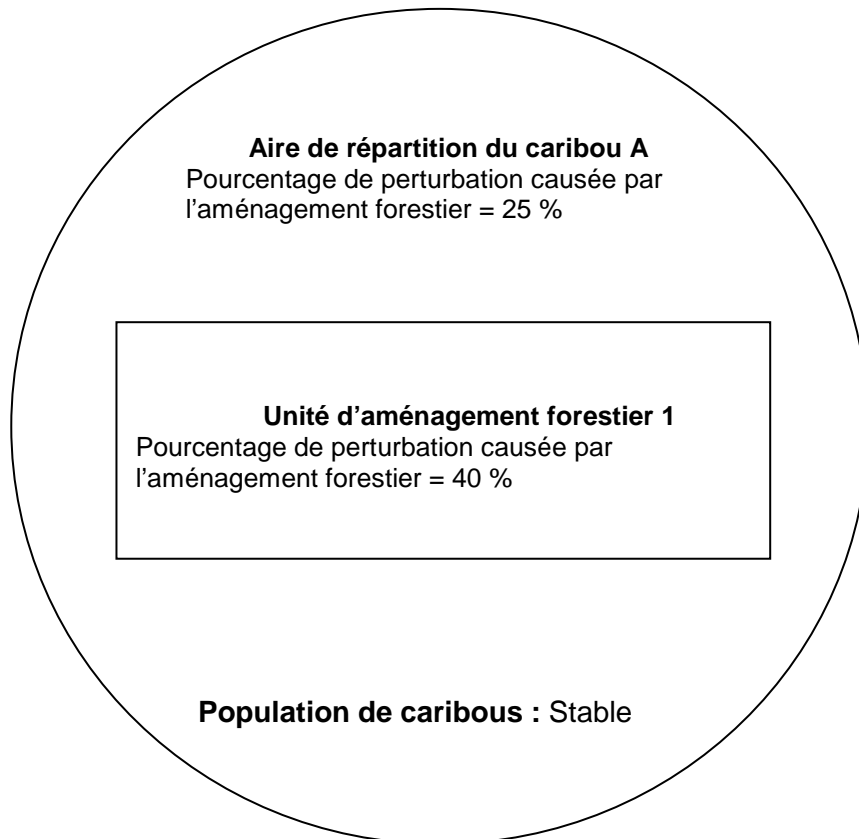 Aire de répartition du caribou A
Pourcentage de perturbation causée par
l’aménagement forestier = 25 %
Unité d’aménagement forestier 1
Pourcentage de perturbation causée par
l’aménagement forestier = 40 %
Population de caribous : Stable